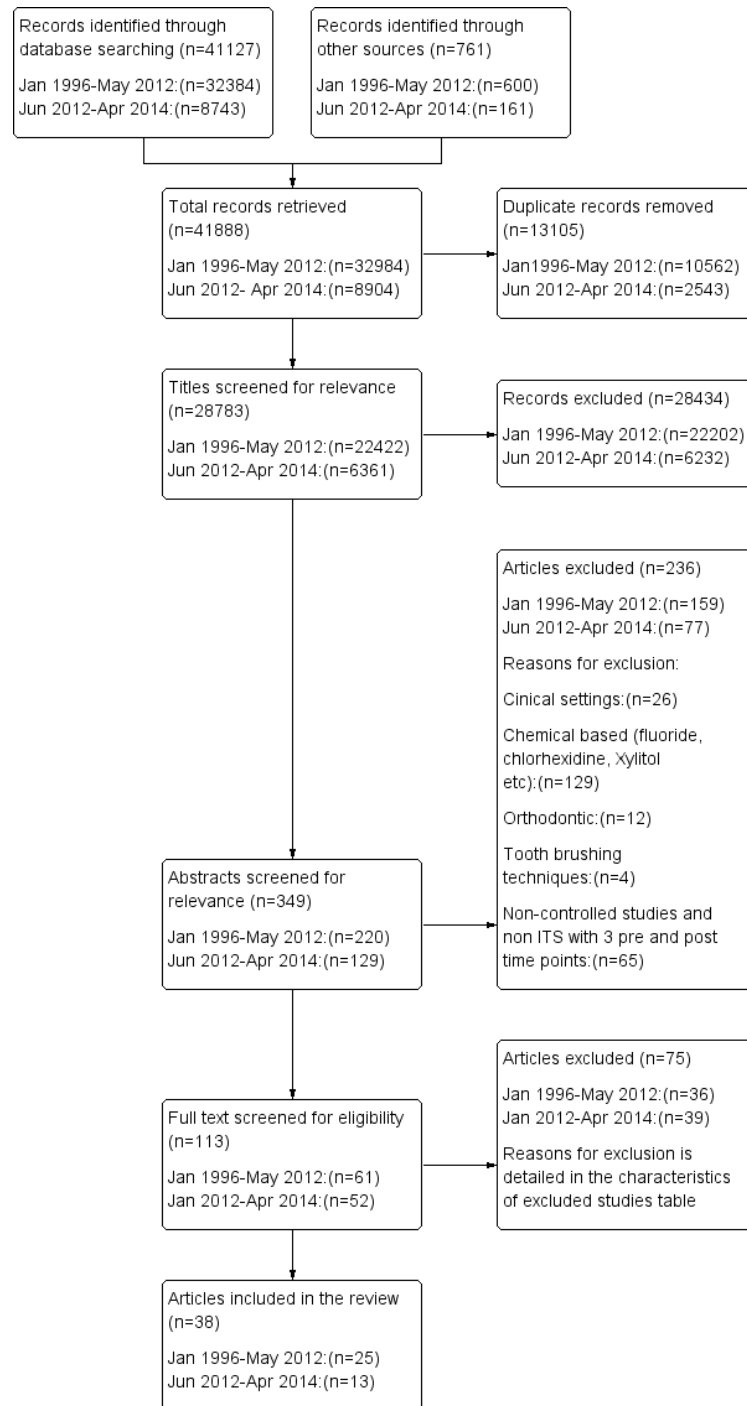 Records identified through
database searching (n=41127)
Jan 1996-May 2012:(n=32384)
Jun 2012-Apr 2014:(n=8743)
Records identified through
other sources (n=761)
Jan 1996-May 2012:(n=600)
Jun 2012-Apr 2014:(n=161)
Total records retrieved
(n=41888)
Jan 1996-May 2012:(n=32984)
Jun 2012- Apr 2014:(n=8904)
Duplicate records removed
(n=13105)
Jan1996-May 2012:(n=10562)
Jun 2012-Apr 2014:(n=2543)
Titles screened for relevance
(n=28783)
Jan 1996-May 2012:(n=22422)
Jun 2012-Apr 2014:(n=6361)
Records excluded (n=28434)
Jan 1996-May 2012:(n=22202)
Jun 2012-Apr 2014:(n=6232)
Articles excluded (n=236)
Jan 1996-May 2012:(n=159)
Jun 2012-Apr 2014:(n=77)
Reasons for exclusion:
Cinical settings:(n=26)
Chemical based (fluoride,
chlorhexidine, Xylitol
etc):(n=129)
Orthodontic:(n=12)
Tooth brushing
techniques:(n=4)
Non-controlled studies and
non ITS with 3 pre and post
time points:(n=65)
Abstracts screened for
relevance (n=349)
Jan 1996-May 2012:(n=220)
Jun 2012-Apr 2014:(n=129)
Articles excluded (n=75)
Jan 1996-May 2012:(n=36)
Jan 2012-Apr 2014:(n=39)
Reasons for exclusion is
detailed in the characteristics
of excluded studies table
Full text screened for eligibility
(n=113)
Jan 1996-May 2012:(n=61)
Jan 2012-Apr 2014:(n=52)
Articles included in the review
(n=38)
Jan 1996-May 2012:(n=25)
Jun 2012-Apr 2014:(n=13)